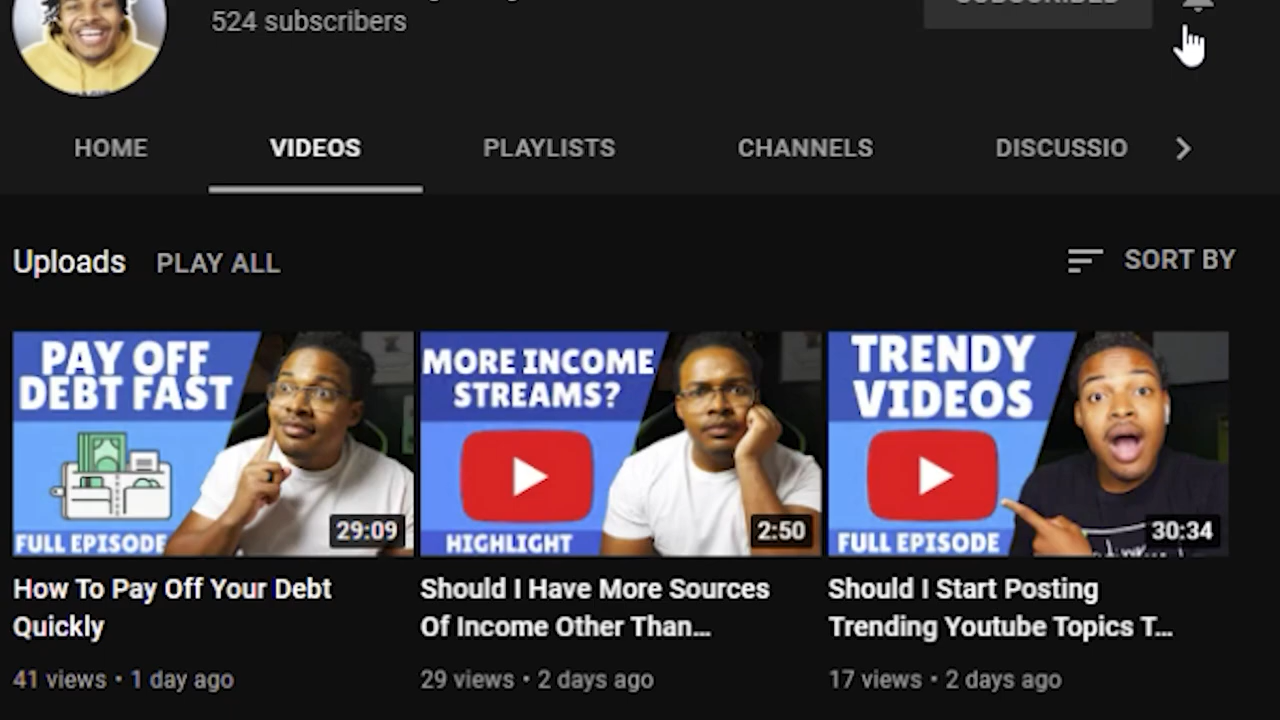 524 subscribers
SUBSCRIBED
HOME VIDEOS PLAYLISTS CHANNELS DISCUSSIO
Uploads PLAY ALL SORT BY
PAY OFF
DEBT FAST
FULL EPISODE
29:09
MORE INCOME
STREAMS?
HIGHLIGHT
2:50
TRENDY
VIDEOS
FULL EPISODE
30:34
How To Pay Off Your Debt
Quickly
41 views • 1 day ago
Should I Have More Sources
Of Income Other Than...
29 views • 2 days ago
Should I Start Posting
Trending Youtube Topics T...
17 views • 2 days ago